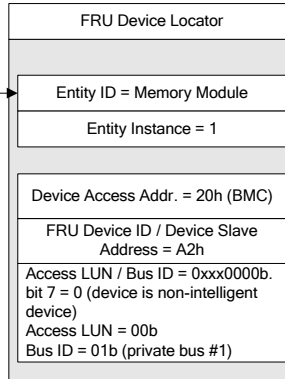 FRU Device Locator
Entity ID = Memory Module
Entity Instance = 1
Device Access Addr. = 20h (BMC)
FRU Device ID / Device Slave
Address = A2h
Access LUN / Bus ID = 0xxx0000b.
bit 7 = 0 (device is non-intelligent
device)
Access LUN = 00b
Bus ID = 01b (private bus #1)